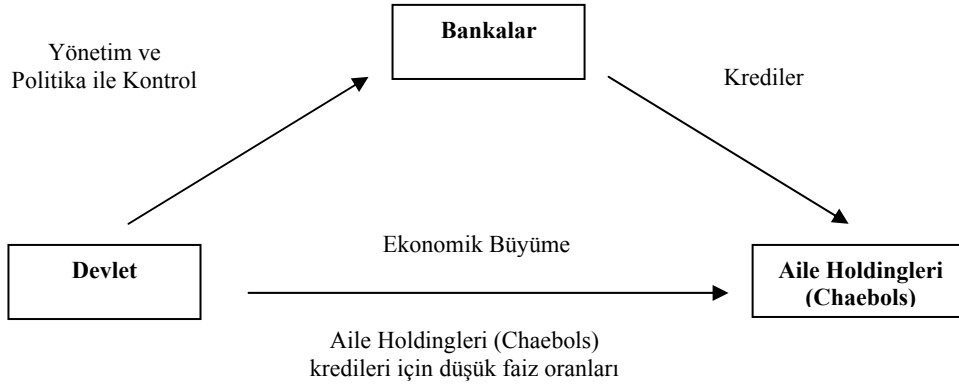 Bankalar
Yönetim ve
Politika ile Kontrol
Krediler
Devlet
Ekonomik Büyüme
Aile Holdingleri
(Chaebols)
Aile Holdingleri (Chaebols)
kredileri için düşük faiz oranları